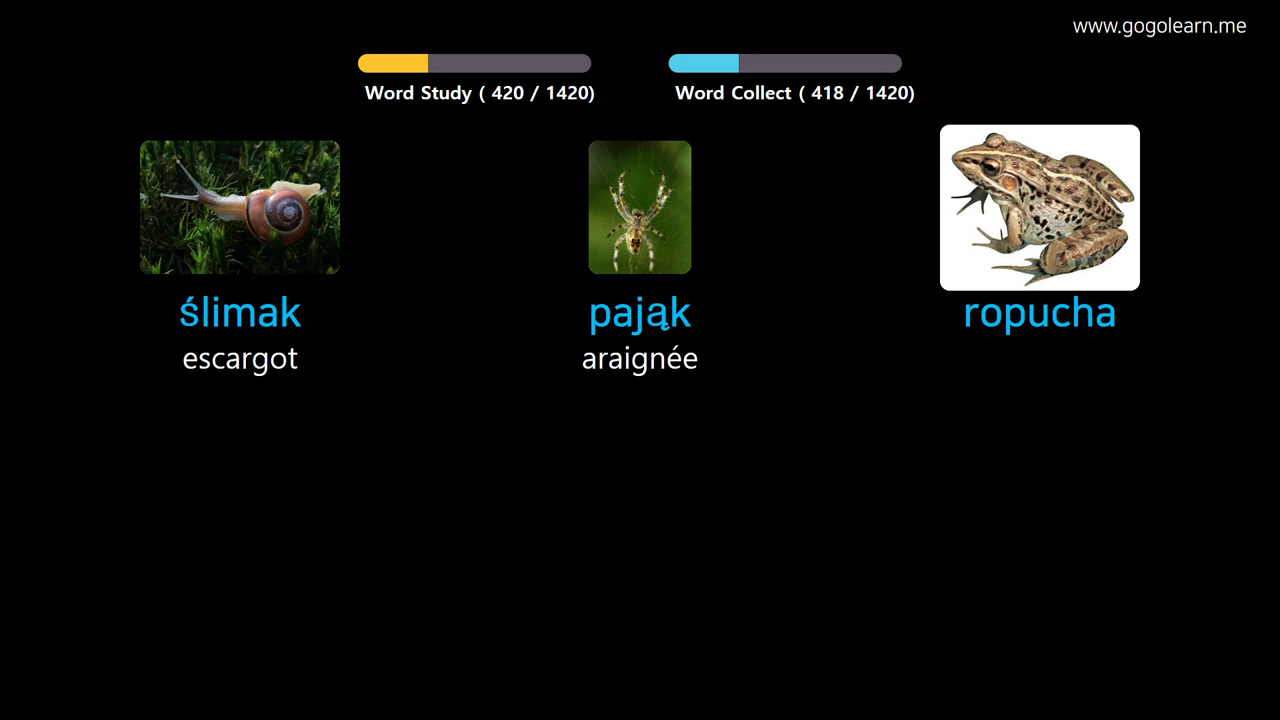 www.gogolearn.me
Word Study ( 420 / 1420)
Word Collect ( 418 / 1420)
ślimak
pająk
ropucha
escargot
araignée